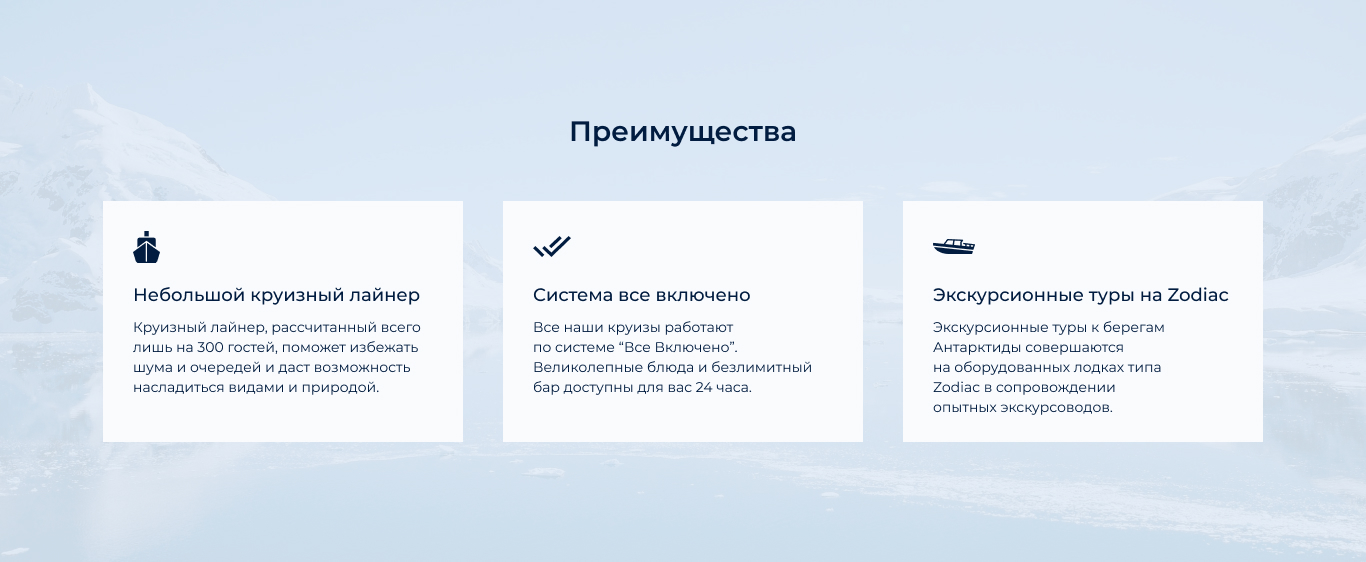 Преимущества
Небольшой круизный лайнер
Круизный лайнер, рассчитанный всего
лишь на 300 гостей, поможет избежать
шума и очередей и даст возможность
насладиться видами и природой.
Система все включено
Все наши круизы работают
по системе “Все Включено”.
Великолепные блюда и безлимитный
бар доступны для вас 24 часа.
Экскурсионные туры на Zodiac
Экскурсионные туры к берегам
Антарктиды совершаются
на оборудованных лодках типа
Zodiac в сопровождении
опытных экскурсоводов.